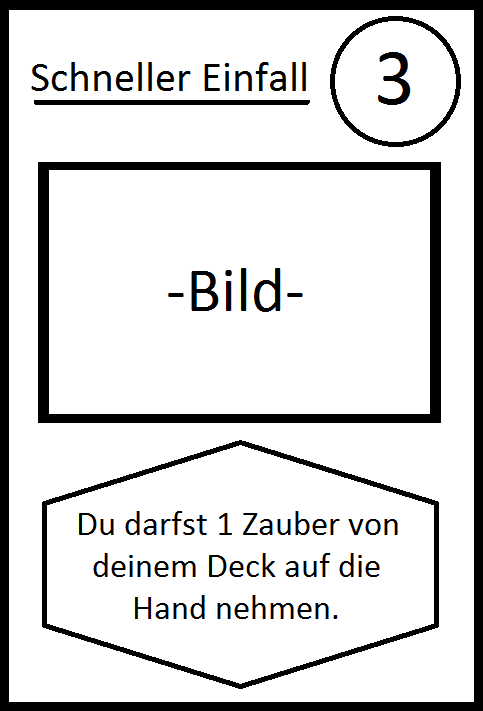 Schneller Einfall
3
-Bild-
Du darfst 1 Zauber von
deinem Deck auf die
Hand nehmen.